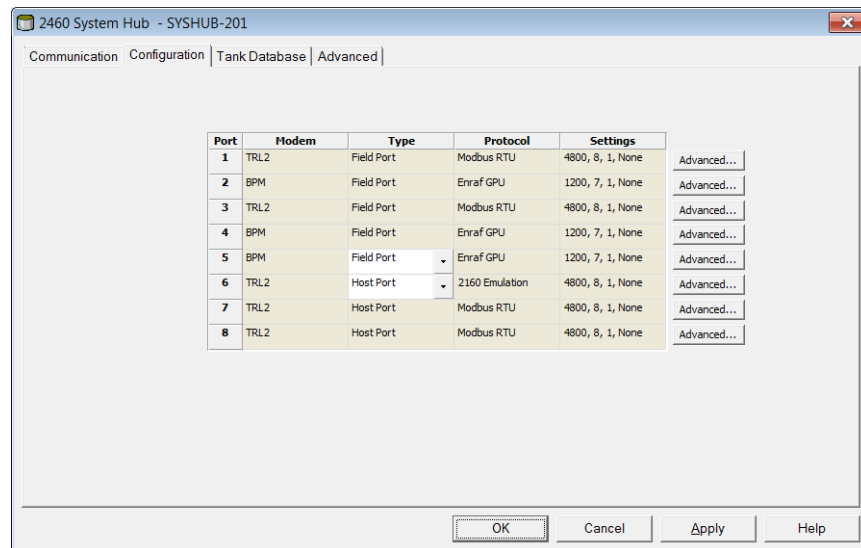 2460 System Hub - SYSHUB-201
Communication Configuration Tank Database Advanced
Port Modem Type Protocol Settings
1 TRL2 Field Port Modbus RTU 4800, 8, 1, None Advanced...
2 BPM Field Port Enraf GPU 1200, 7, 1, None Advanced...
3 TRL2 Field Port Modbus RTU 4800, 8, 1, None Advanced...
4 BPM Field Port Enraf GPU 1200, 7, 1, None Advanced...
5 BPM Field Port Enraf GPU 1200, 7, 1, None Advanced...
6 TRL2 Host Port 2160 Emulation 4800, 8, 1, None Advanced...
7 TRL2 Host Port Modbus RTU 4800, 8, 1, None Advanced...
8 TRL2 Host Port Modbus RTU 4800, 8, 1, None Advanced...
OK Cancel Apply Help